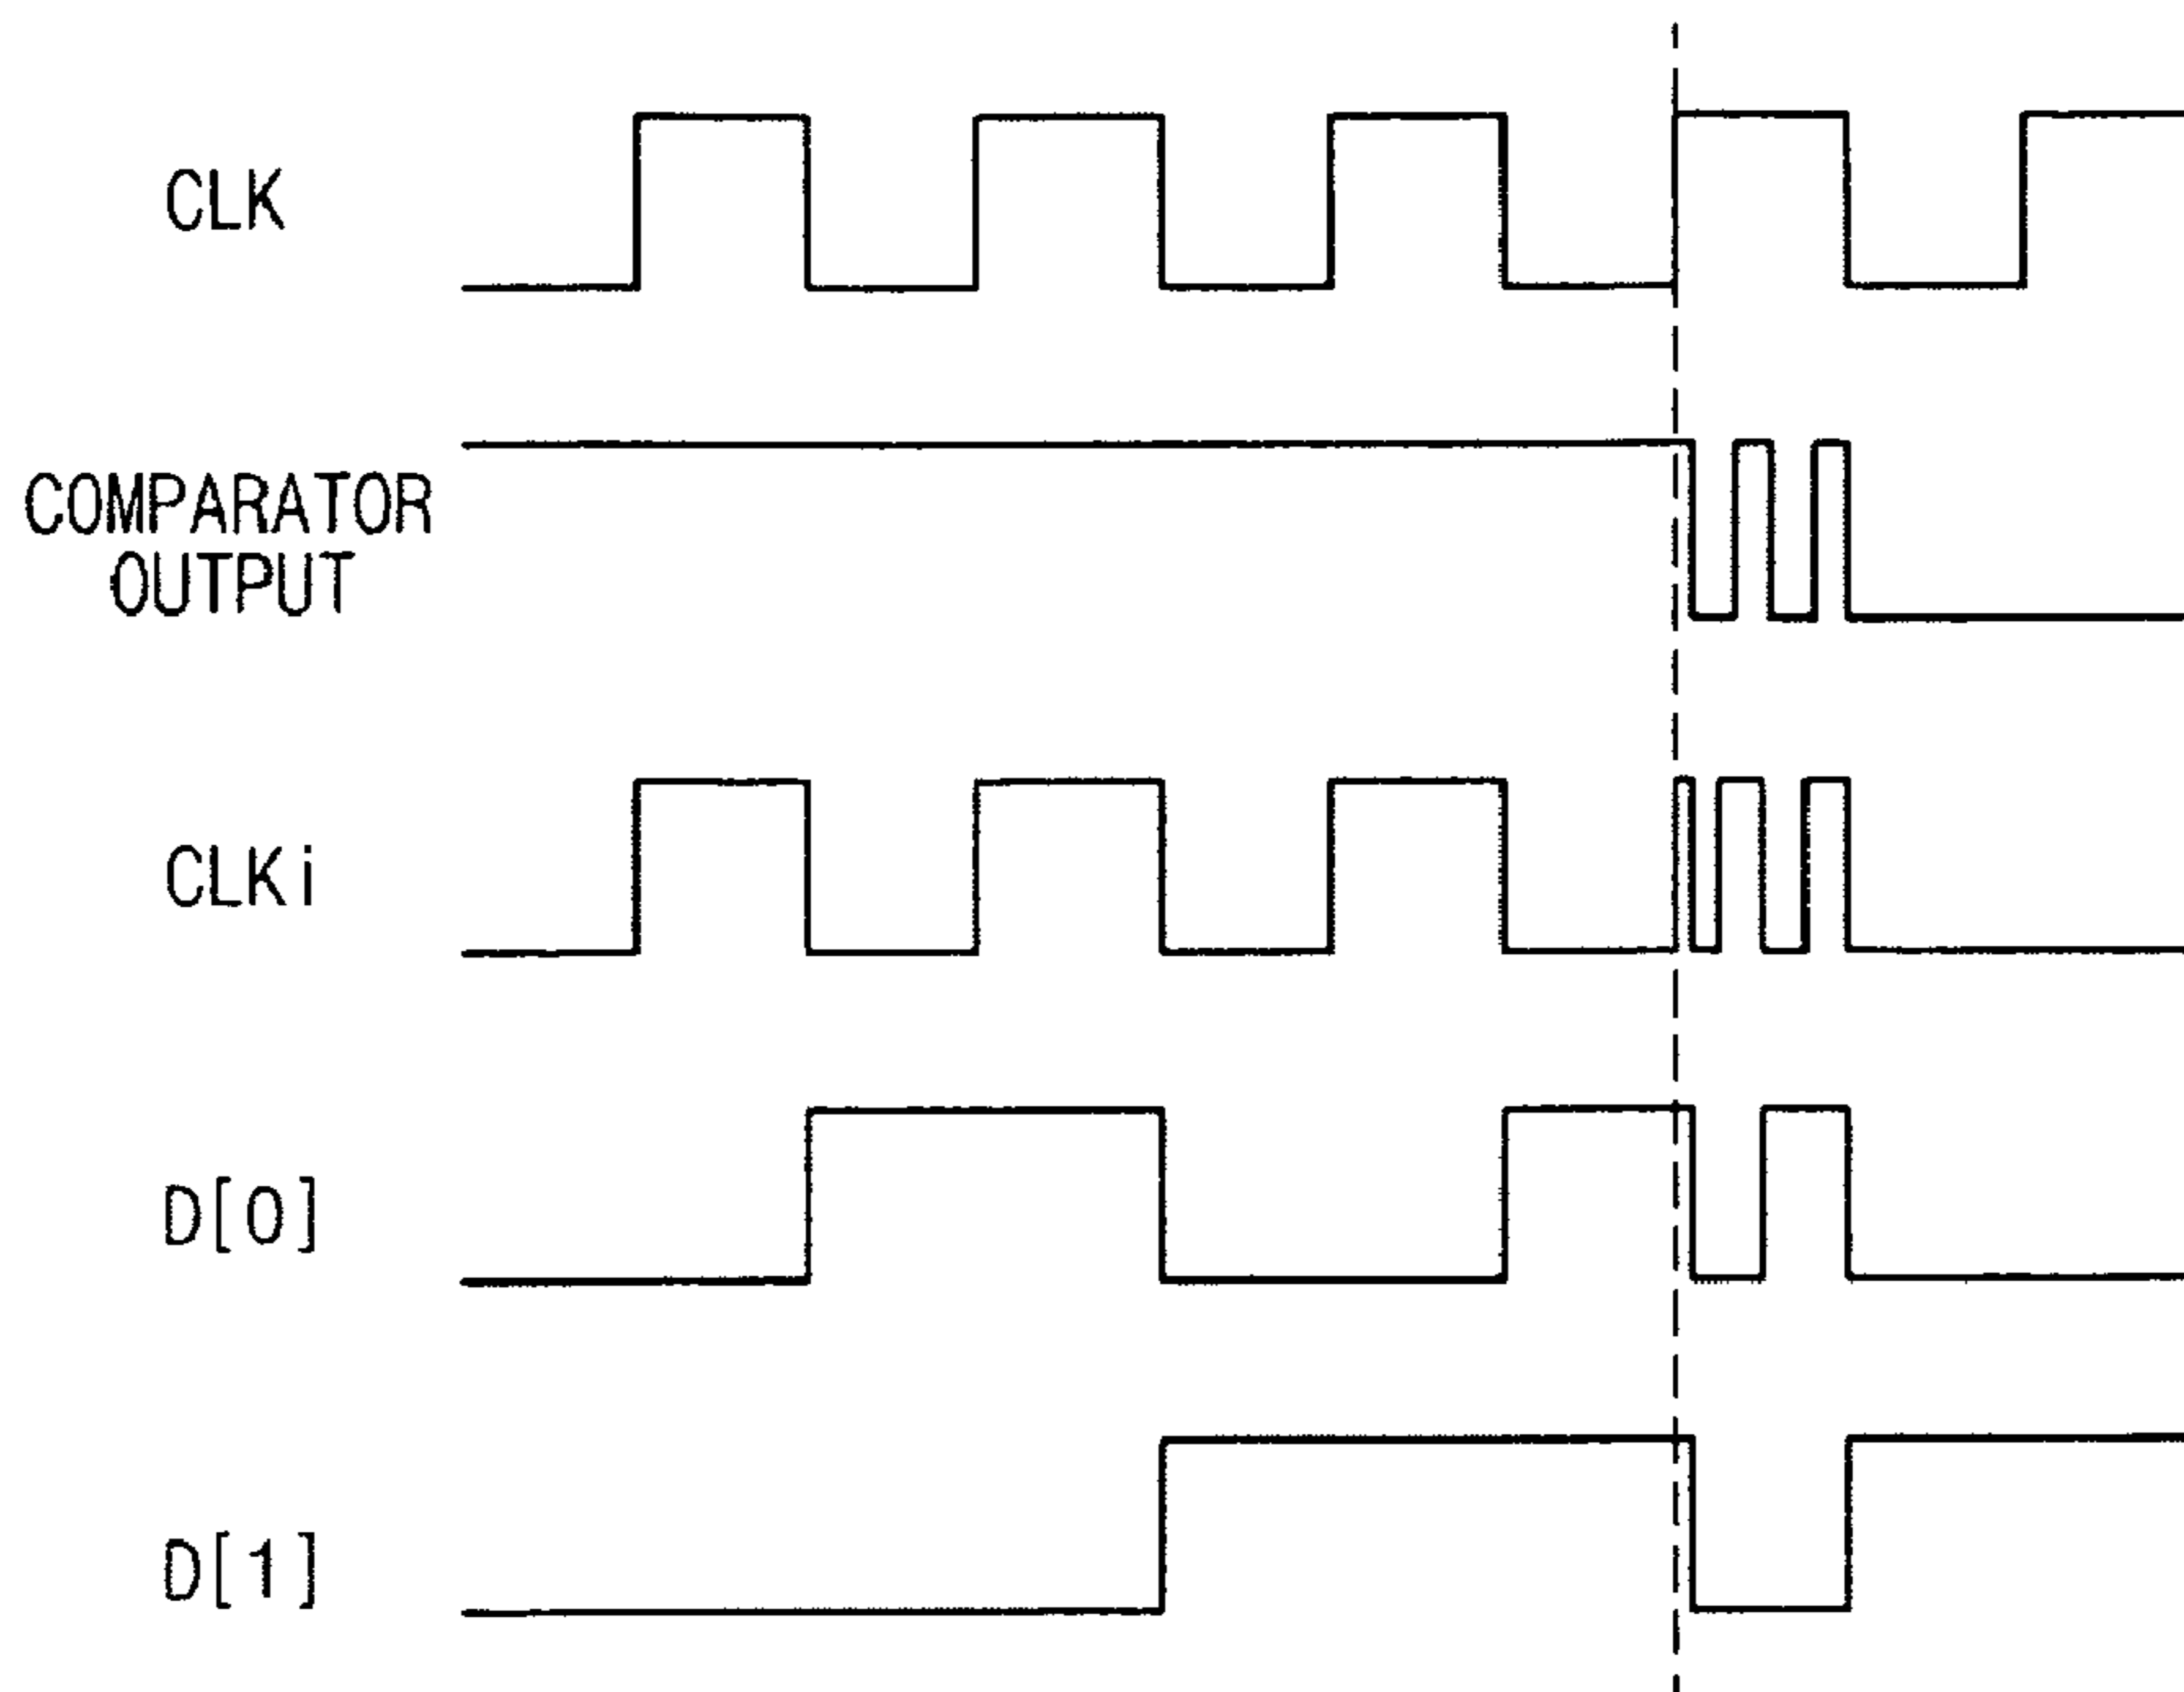 CLK
COMPARATOR
OUTPUT
CLKi
D[0]
D[1]